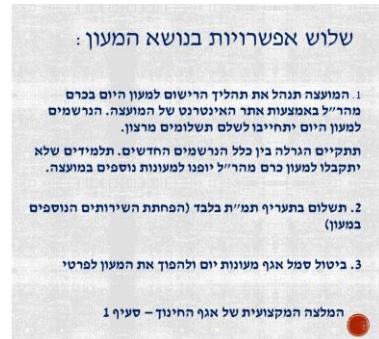 שלוש אפשרויות בנושא המעון :
1. המועצה תנהל את תהליך הרישום למעון היום בכרם
מהר״ל באמצעות אתר האינטרנט של המועצה. הנרשמים
למעון היום יתחייבו לשלם תשלומים מרצון.
תתקיים הגרלה בין כלל הנרשמים החדשים. תלמידים שלא
יתקבלו למעון כרם מהר״ל יופנו למעונות נוספים במועצה.
2. תשלום בתעריף תמ״ת בלבד (הפחתת השירותים הנוספים
במעון)
3. ביטול סמל אגף מעונות יום ולהפוך את המעון לפרטי
המלצה המקצועית של אגף החינוך – סעיף 1